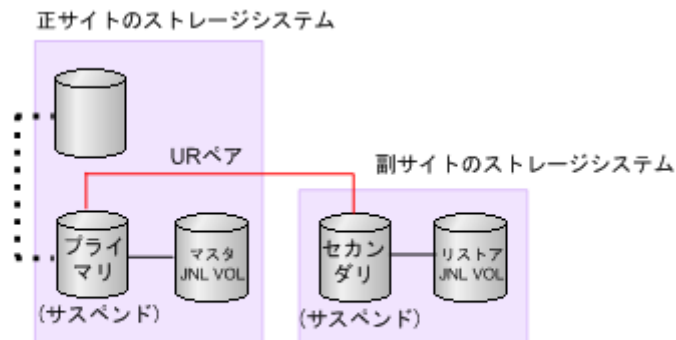 正サイトのストレージシステム
URペア
副サイトのストレージシステム
プライ
マリ
マスタ
JNL VOL
セカン
ダリ
リストア
JNL VOL
(サスペンド)
(サスペンド)